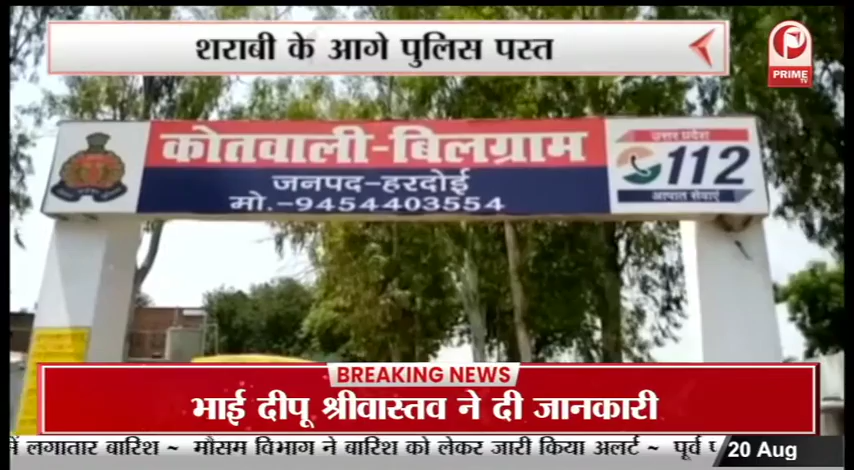 शराबी के आगे पुलिस पस्त
PRIME
TV
कोतवाली-बिलग्राम
जनपद-हरदोई
मो.-9454403554
उत्तर प्रदेश
112
आपात सेवाएं
BREAKING NEWS
भाई दीपू श्रीवास्तव ने दी जानकारी
में लगातार बारिश ~ मौसम विभाग ने बारिश को लेकर जारी किया अलर्ट ~ पूर्व
20 Aug